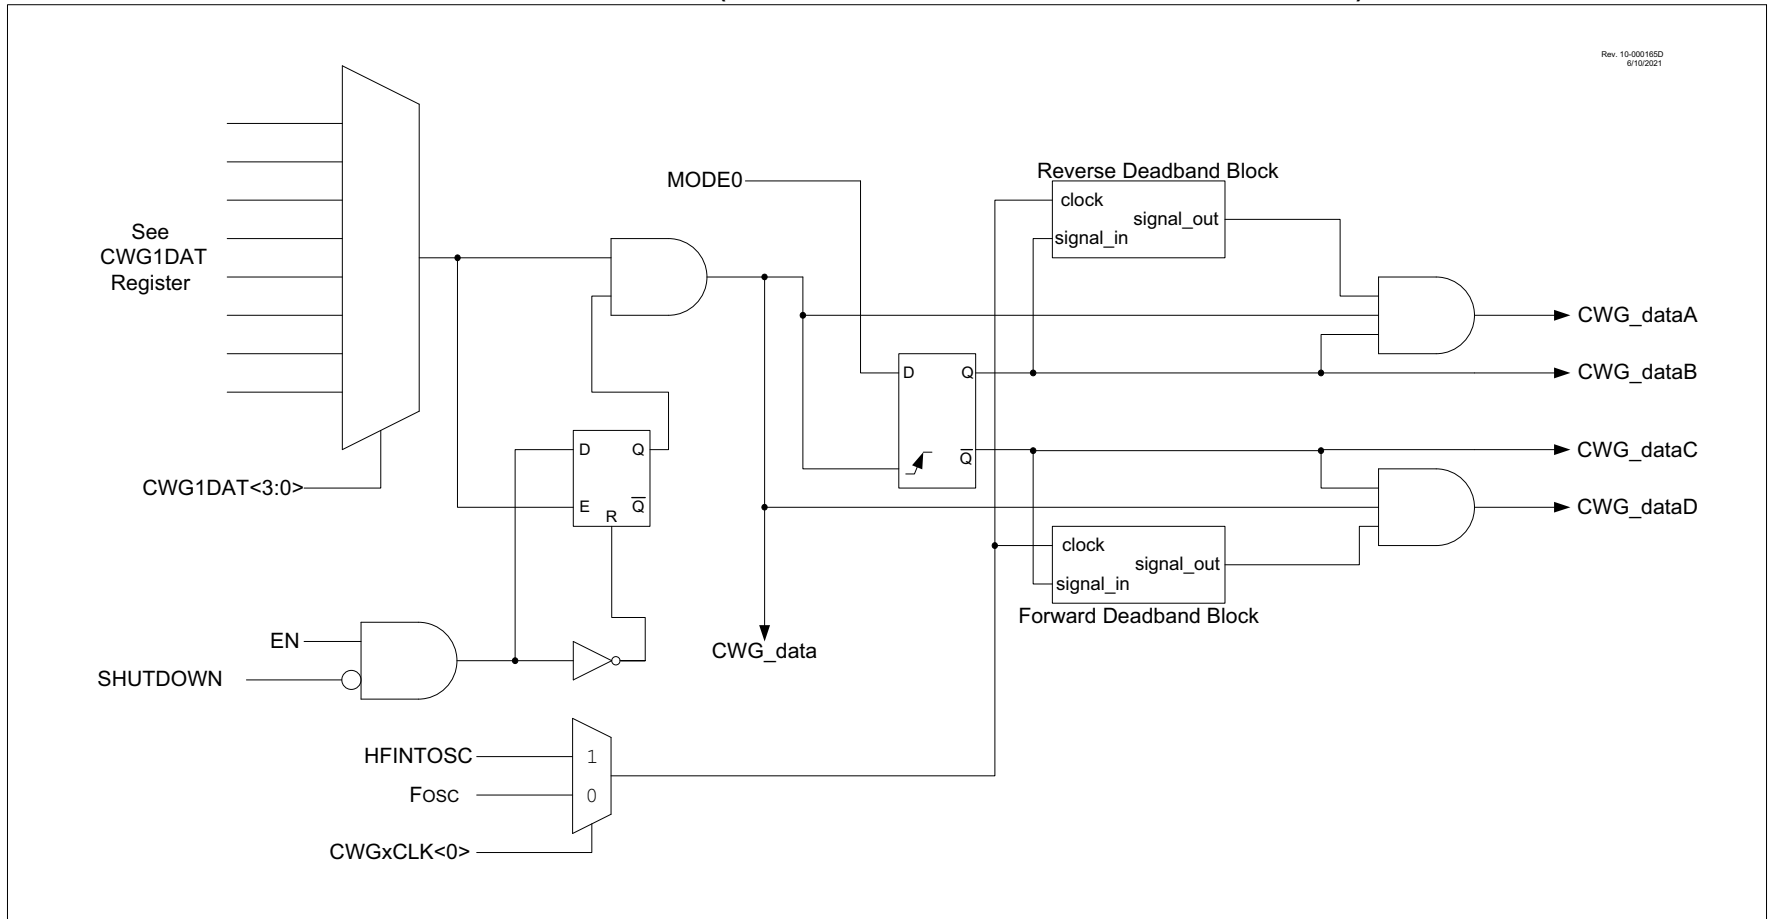 Rev. 10-000165D
6/10/2021
See
CWG1DAT
Register
CWG1DAT<3:0>
MODE0
Reverse Deadband Block
clock
signal_out
signal_in
CWG_dataA
D
Q
CWG_dataB
Q
CWG_dataC
D
Q
E
Q
R
CWG_dataD
clock
signal_out
signal_in
Forward Deadband Block
EN
SHUTDOWN
CWG_data
HFINTOSC
1
FOSC
0
CWGxCLK<0>